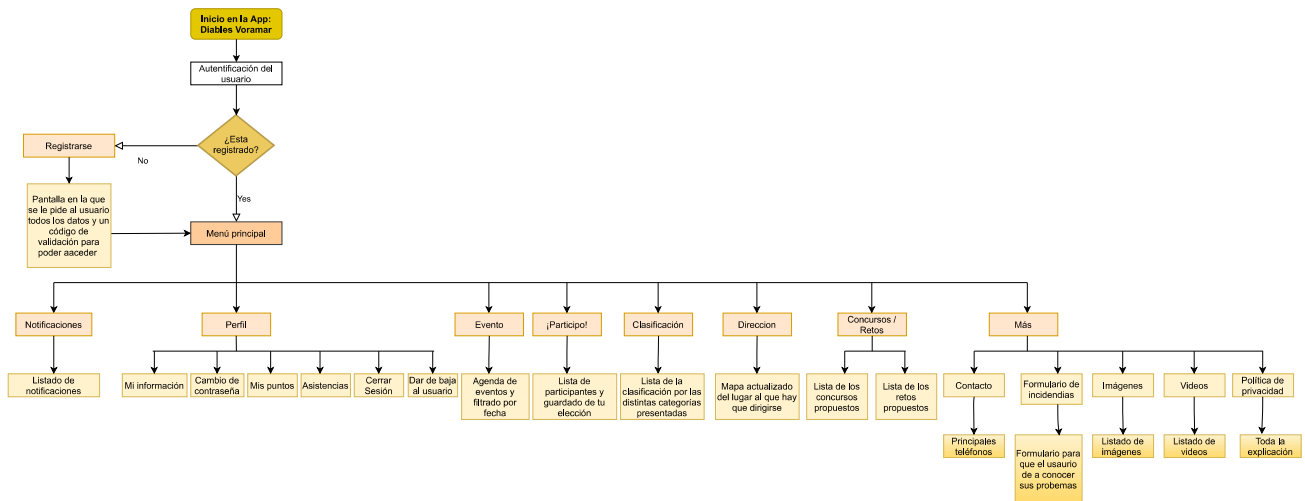 Inicio en la App:
Diables Voramar
Autentificación del
usuario
¿Esta
registrado?
No
Yes
Registrarse
Pantalla en la que
se le pide al usuario
todos los datos y un
código de
validación para
poder aaceder
Menú principal
Notificaciones
Perfil
Evento
¡Participo!
Clasificación
Direccion
Concursos /
Retos
Más
Listado de
notificaciones
Mi información
Cambio de
contraseña
Mis puntos
Asistencias
Cerrar
Sesión
Dar de baja
al usuario
Agenda de
eventos y
filtrado por
fecha
Lista de
participantes y
guardado de tu
elección
Lista de la
clasificación por las
distintas categorías
presentadas
Mapa actualizado
del lugar al que hay
que dirigirse
Lista de los
concursos
propuestos
Lista de los
retos
propuestos
Contacto
Formulario de
incidendias
Imágenes
Videos
Política de
privacidad
Principales
teléfonos
Formulario para
que el usaurio
de a conocer
sus probemas
Listado de
imágenes
Listado de
videos
Toda la
explicación